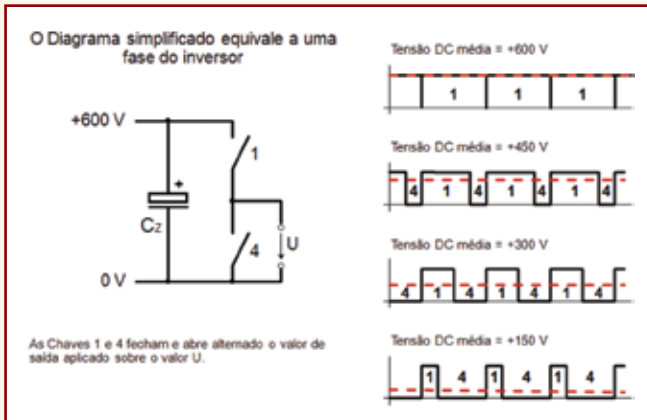 O Diagrama simplificado equivale a uma
fase do inversor
+600 V
1
+
Cz
4
U
0 V
As Chaves 1 e 4 fecham e abre alternado o valor de
saída aplicado sobre o valor U.
Tensão DC média = +600 V
1 1 1
Tensão DC média = +450 V
4 1 4 1 4 1 4
Tensão DC média = +300 V
4 1 4 1 4 1 4
Tensão DC média = +150 V
1 4 1 4 1 4